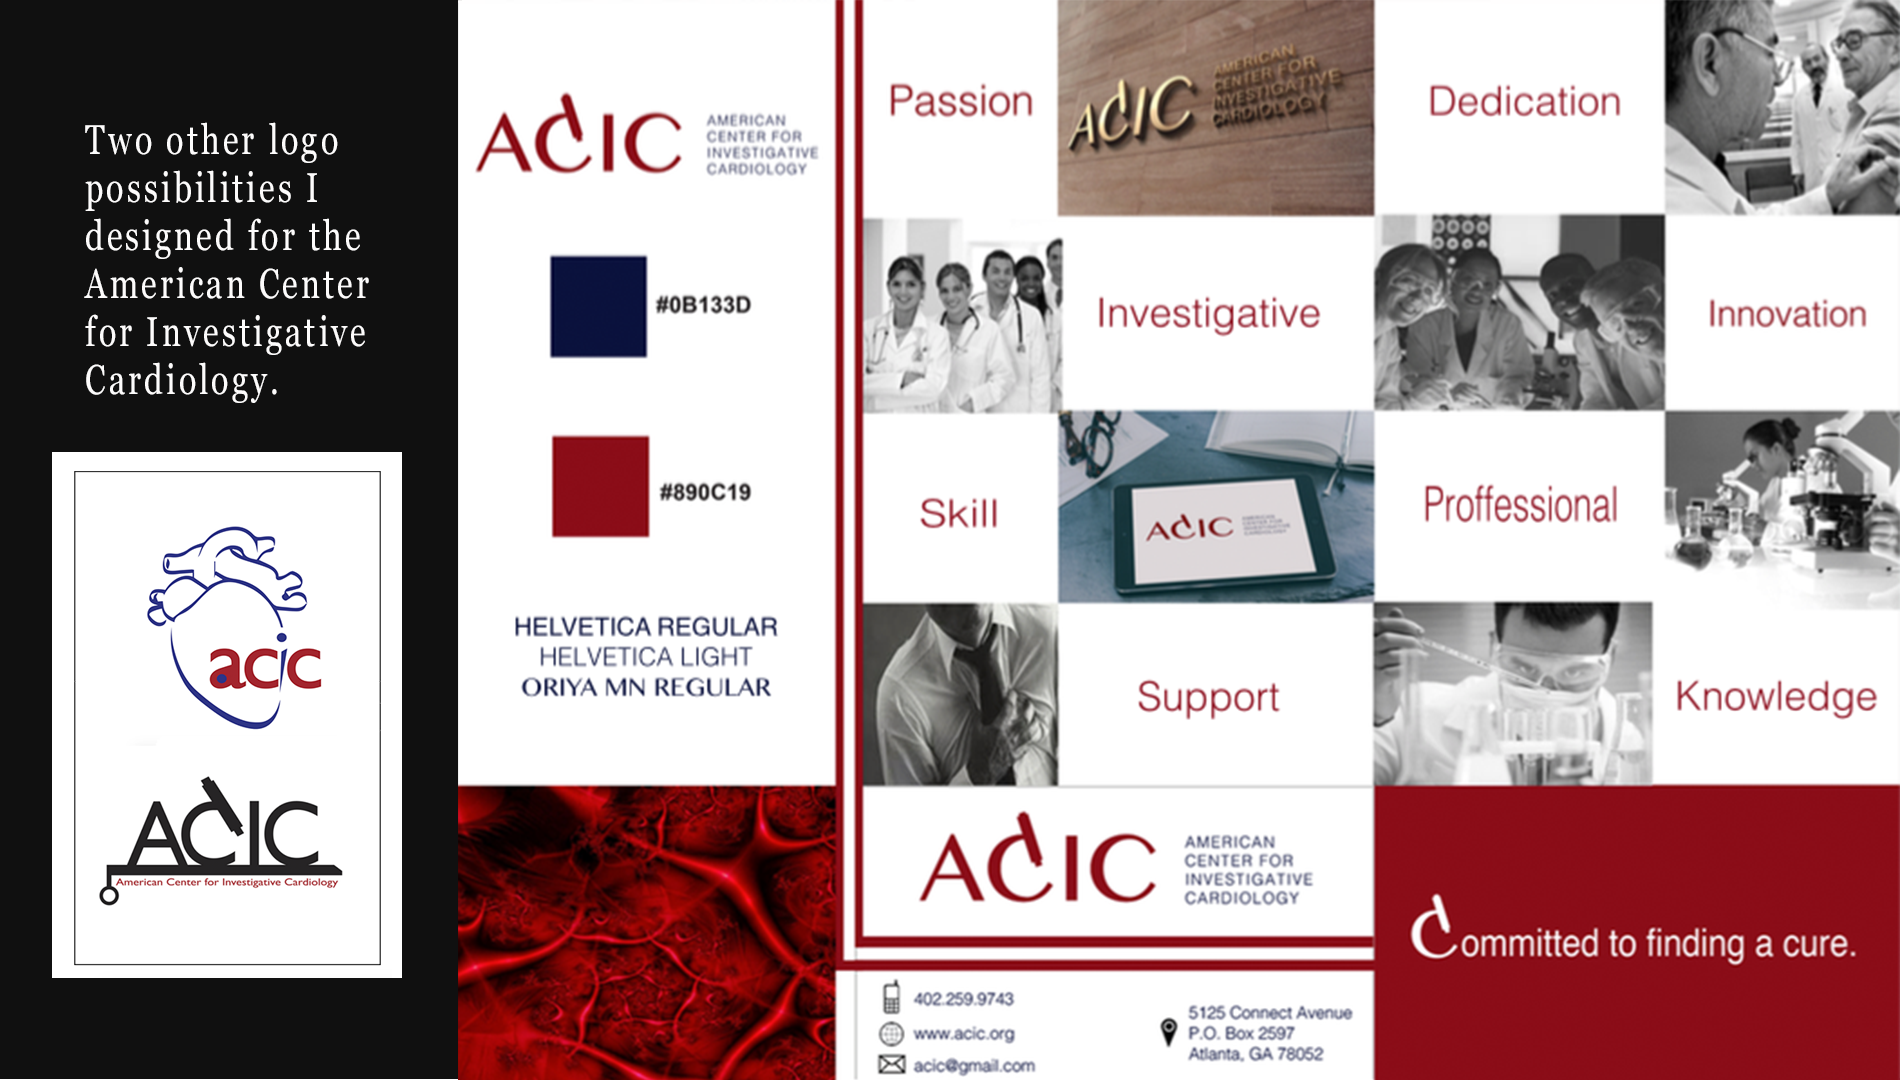 Two other logo
possibilities I
designed for the
American Center
for Investigative
Cardiology.
acic
ACIC
American Center for Investigative Cardiology
ACIC
AMERICAN
CENTER FOR
INVESTIGATIVE
CARDIOLOGY
#0B133D
#890C19
HELVETICA REGULAR
HELVETICA LIGHT
ORIYA MN REGULAR
Passion
ACIC
AMERICAN
CENTER FOR
INVESTIGATIVE
CARDIOLOGY
Dedication
Investigative
Innovation
Skill
ACIC
AMERICAN
CENTER FOR
INVESTIGATIVE
CARDIOLOGY
Proffessional
Support
Knowledge
ACIC
AMERICAN
CENTER FOR
INVESTIGATIVE
CARDIOLOGY
Committed to finding a cure.
402.259.9743
www.acic.org
acic@gmail.com
5125 Connect Avenue
P.O. Box 2597
Atlanta, GA 78052